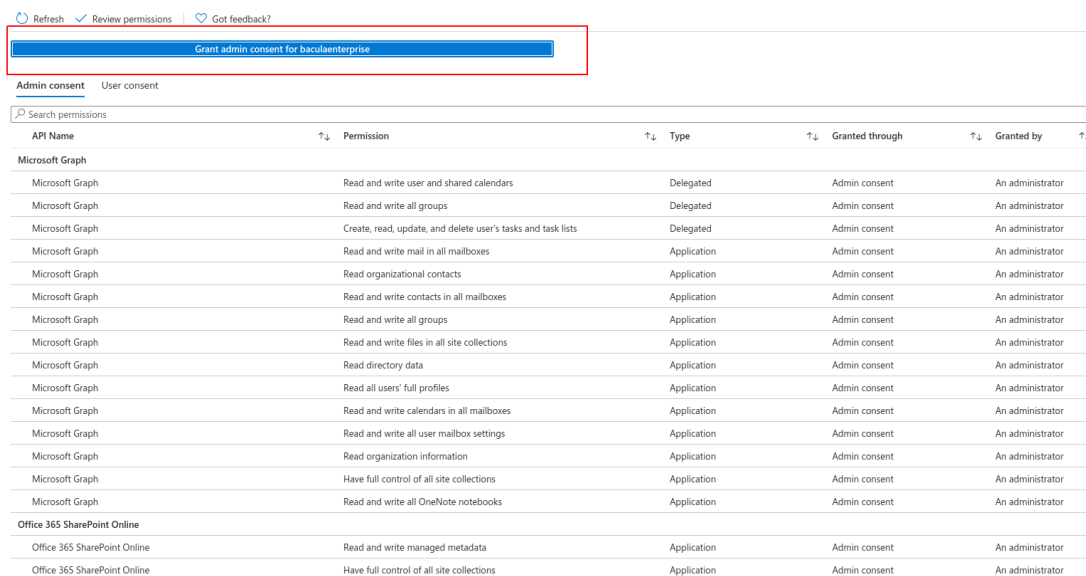 Refresh Review permissions Got feedback?
Grant admin consent for baculaenterprise
Admin consent User consent
Search permissions
API Name Permission Type Granted through Granted by
Microsoft Graph
Microsoft Graph Read and write user and shared calendars Delegated Admin consent An administrator
Microsoft Graph Read and write all groups Delegated Admin consent An administrator
Microsoft Graph Create, read, update, and delete user's tasks and task lists Delegated Admin consent An administrator
Microsoft Graph Read and write mail in all mailboxes Application Admin consent An administrator
Microsoft Graph Read organizational contacts Application Admin consent An administrator
Microsoft Graph Read and write contacts in all mailboxes Application Admin consent An administrator
Microsoft Graph Read and write all groups Application Admin consent An administrator
Microsoft Graph Read and write files in all site collections Application Admin consent An administrator
Microsoft Graph Read directory data Application Admin consent An administrator
Microsoft Graph Read all users' full profiles Application Admin consent An administrator
Microsoft Graph Read and write calendars in all mailboxes Application Admin consent An administrator
Microsoft Graph Read and write all user mailbox settings Application Admin consent An administrator
Microsoft Graph Read organization information Application Admin consent An administrator
Microsoft Graph Have full control of all site collections Application Admin consent An administrator
Microsoft Graph Read and write all OneNote notebooks Application Admin consent An administrator
Office 365 SharePoint Online
Office 365 SharePoint Online Read and write managed metadata Application Admin consent An administrator
Office 365 SharePoint Online Have full control of all site collections Application Admin consent An administrator